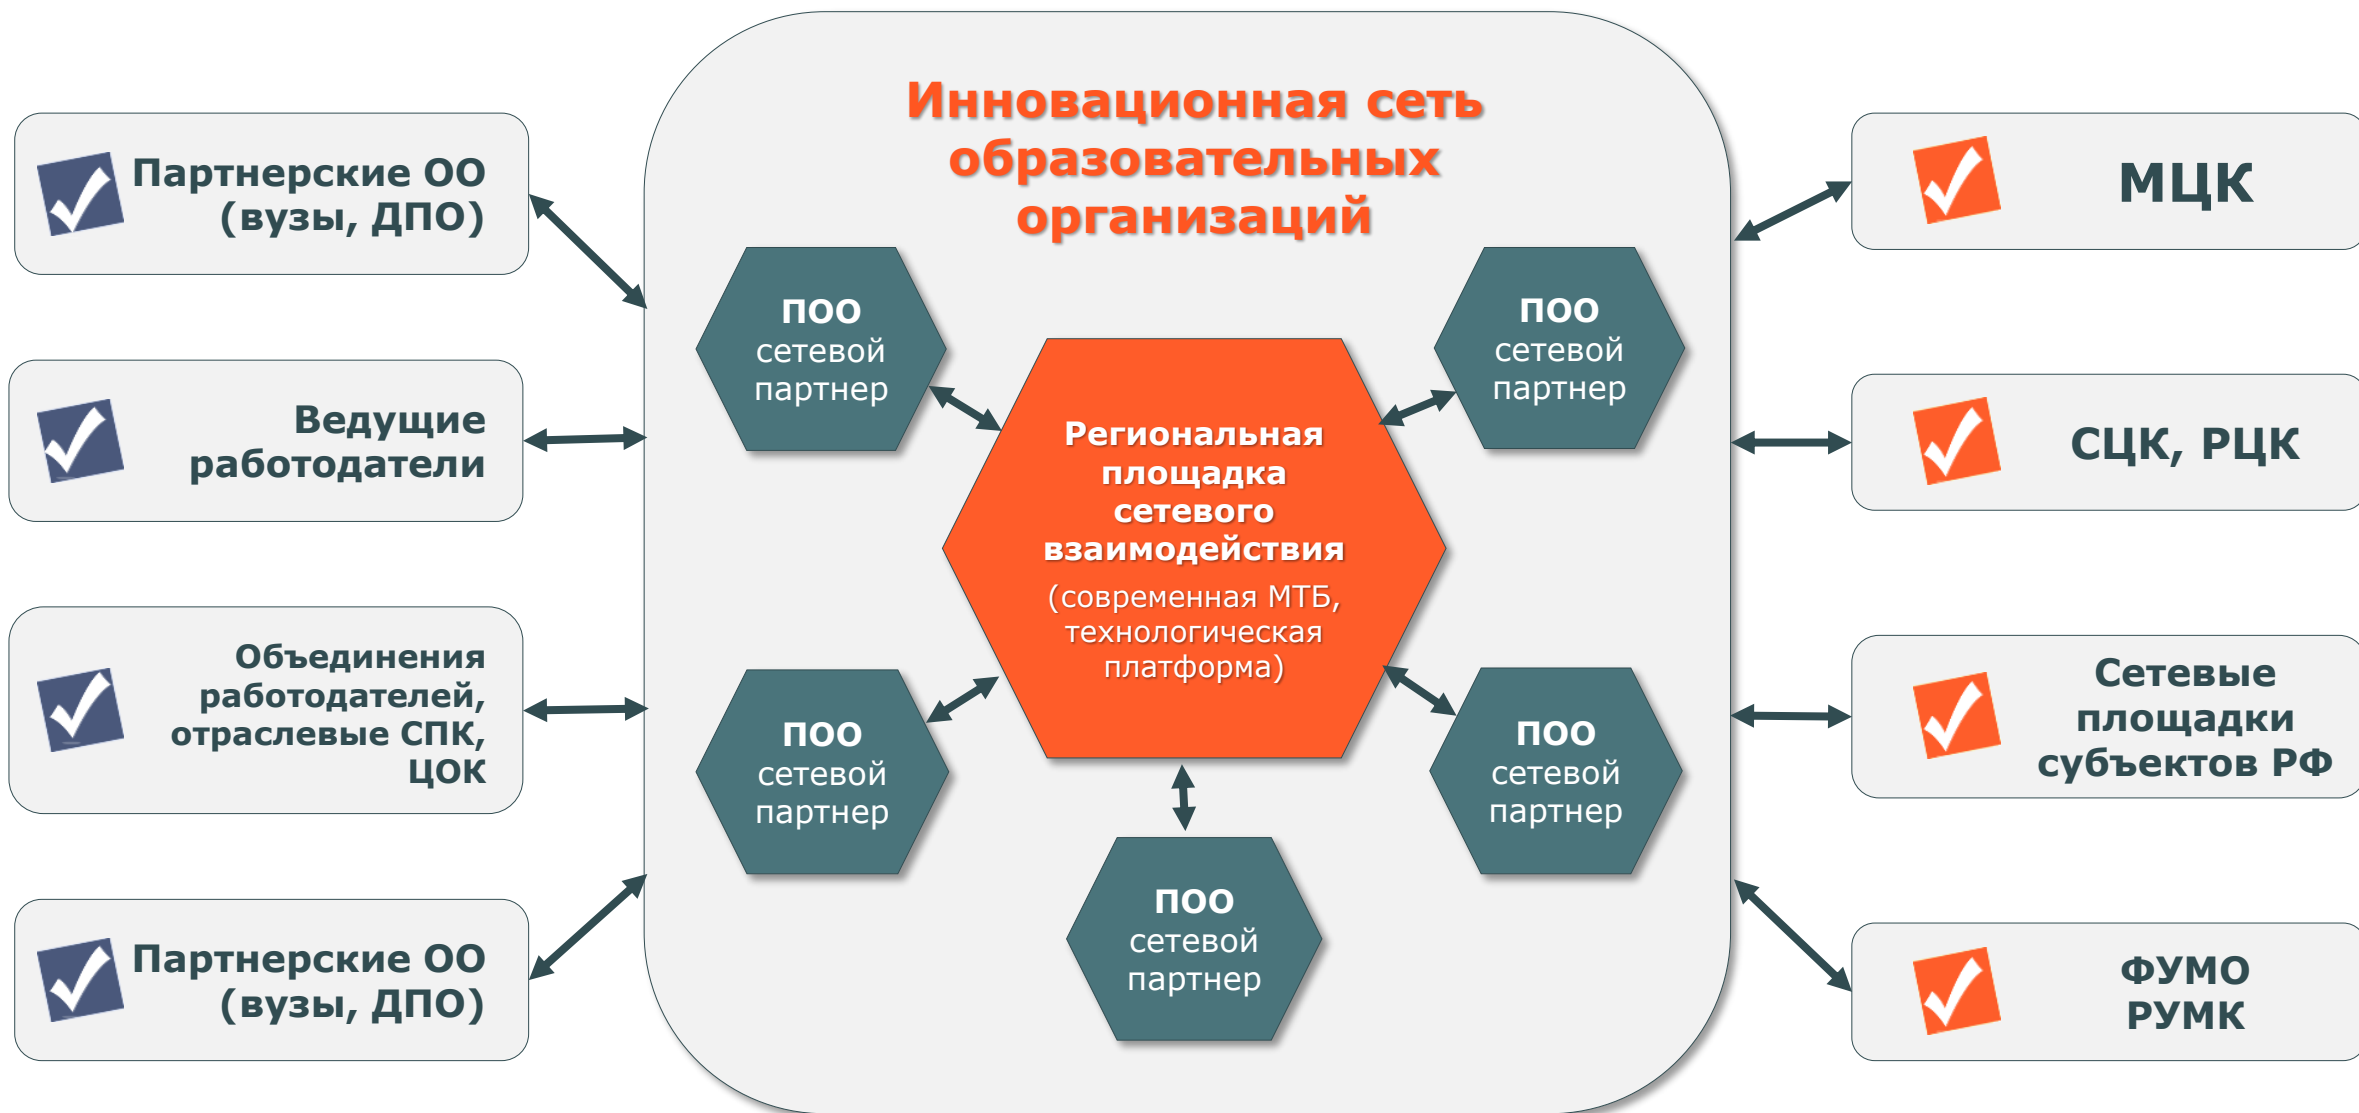 Инновационная сеть
образовательных
организаций
Партнерские ОО
(вузы, ДПО)
Ведущие
работодатели
Объединения
работодателей,
отраслевые СПК,
ЦОК
Партнерские ОО
(вузы, ДПО)
ПОО
сетевой
партнер
ПОО
сетевой
партнер
Региональная
площадка
сетевого
взаимодействия
(современная МТБ,
технологическая
платформа)
ПОО
сетевой
партнер
ПОО
сетевой
партнер
ПОО
сетевой
партнер
МЦК
СЦК, РЦК
Сетевые
площадки
субъектов РФ
ФУМО
РУМК